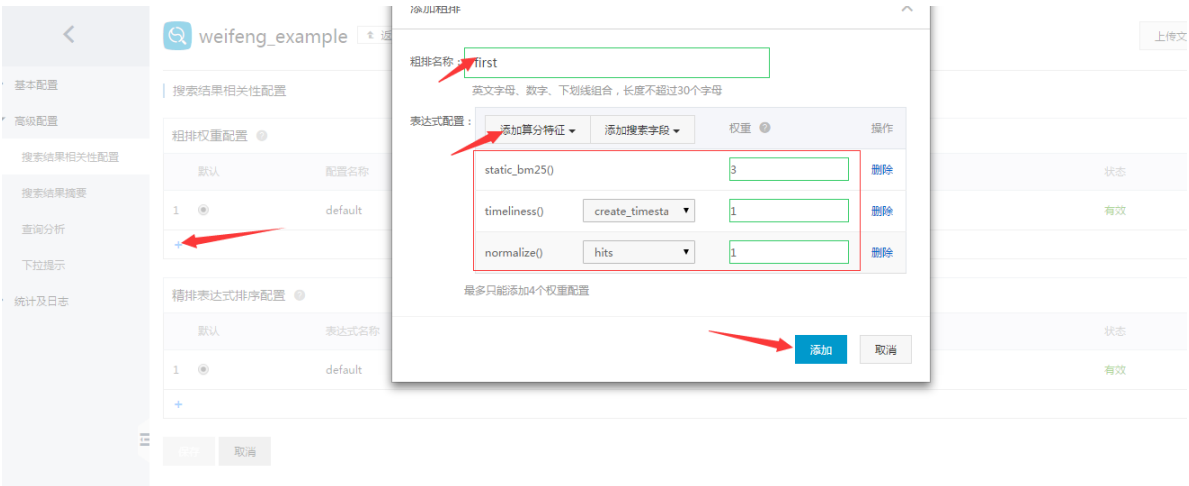 添加粗排
weifeng_example
返
上传文
粗排名称：
first
英文字母、数字、下划线组合，长度不超过30个字母
基本配置
搜索结果相关性配置
高级配置
表达式配置：
添加算分特征
添加搜索字段
权重
操作
粗排权重配置
搜索结果相关性配置
默认
配置名称
static_bm25()
3
删除
状态
搜索结果摘要
1
default
timeliness()
create_timesta
1
删除
有效
查询分析
+
normalize()
hits
1
删除
下拉提示
最多只能添加4个权重配置
统计及日志
精排表达式排序配置
默认
表达式名称
状态
添加
取消
1
default
有效
+
取消